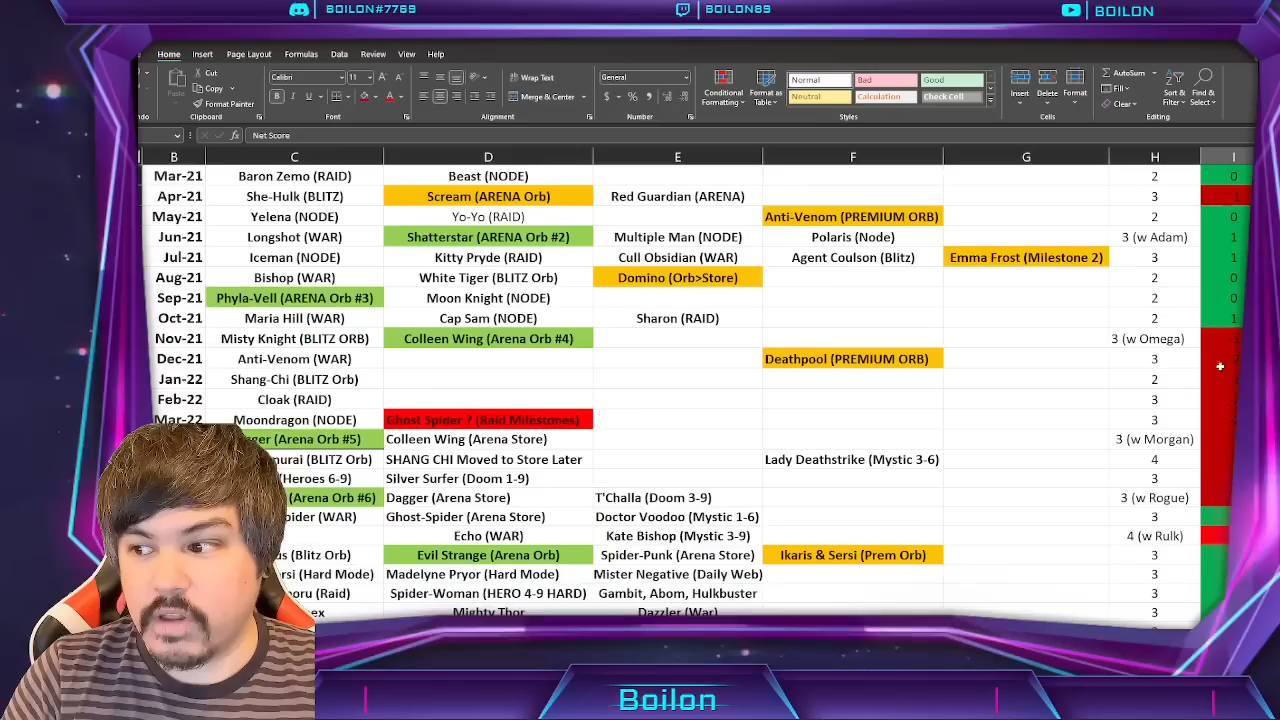 BOILON#7769 BOILON89 BOILON
Home Insert Page Layout Formulas Data Review View Help
Cut
Copy
Format Painter
Paste
Clipboard
Calibri 11
B I U
Font
Wrap Text
Merge & Center
Alignment
General
$ %
Number
Conditional Formatting
Format as Table
Normal Bad Good
Neutral Calculation Check Cell
Styles
Insert Delete Format
Cells
AutoSum
Fill
Clear
Sort & Filter
Find & Select
Editing
fx Net Score
B C D E F G H I
Mar-21 Baron Zemo (RAID) Beast (NODE) 2 0
Apr-21 She-Hulk (BLITZ) Scream (ARENA Orb) Red Guardian (ARENA) 3
May-21 Yelena (NODE) Yo-Yo (RAID) Anti-Venom (PREMIUM ORB) 2 0
Jun-21 Longshot (WAR) Shatterstar (ARENA Orb #2) Multiple Man (NODE) Polaris (Node) 3 (w Adam) 1
Jul-21 Iceman (NODE) Kitty Pryde (RAID) Cull Obsidian (WAR) Agent Coulson (Blitz) Emma Frost (Milestone 2) 3 1
Aug-21 Bishop (WAR) White Tiger (BLITZ Orb) Domino (Orb>Store) 2 0
Sep-21 Phyla-Vell (ARENA Orb #3) Moon Knight (NODE) 2 0
Oct-21 Maria Hill (WAR) Cap Sam (NODE) Sharon (RAID) 2 1
Nov-21 Misty Knight (BLITZ ORB) Colleen Wing (Arena Orb #4) 3 (w Omega)
Dec-21 Anti-Venom (WAR) Deathpool (PREMIUM ORB) 3
Jan-22 Shang-Chi (BLITZ Orb) 2
Feb-22 Cloak (RAID) 3
Mar-22 Moondragon (NODE) Ghost Spider ? (Raid Milestones) 3
(Arena Orb #5) Colleen Wing (Arena Store) 3 (w Morgan)
(BLITZ Orb) SHANG CHI Moved to Store Later Lady Deathstrike (Mystic 3-6) 4
(Heroes 6-9) Silver Surfer (Doom 1-9) 3
(Arena Orb #6) Dagger (Arena Store) T'Challa (Doom 3-9) 3 (w Rogue)
(WAR) Ghost-Spider (Arena Store) Doctor Voodoo (Mystic 1-6) 3
Echo (WAR) Kate Bishop (Mystic 3-9) 4 (w Rulk)
(Blitz Orb) Evil Strange (Arena Orb) Spider-Punk (Arena Store) Ikaris & Sersi (Prem Orb) 3
(Hard Mode) Madelyne Pryor (Hard Mode) Mister Negative (Daily Web) 3
(Raid) Spider-Woman (HERO 4-9 HARD) Gambit, Abom, Hulkbuster 3
Mighty Thor Dazzler (War) 3
Boilon